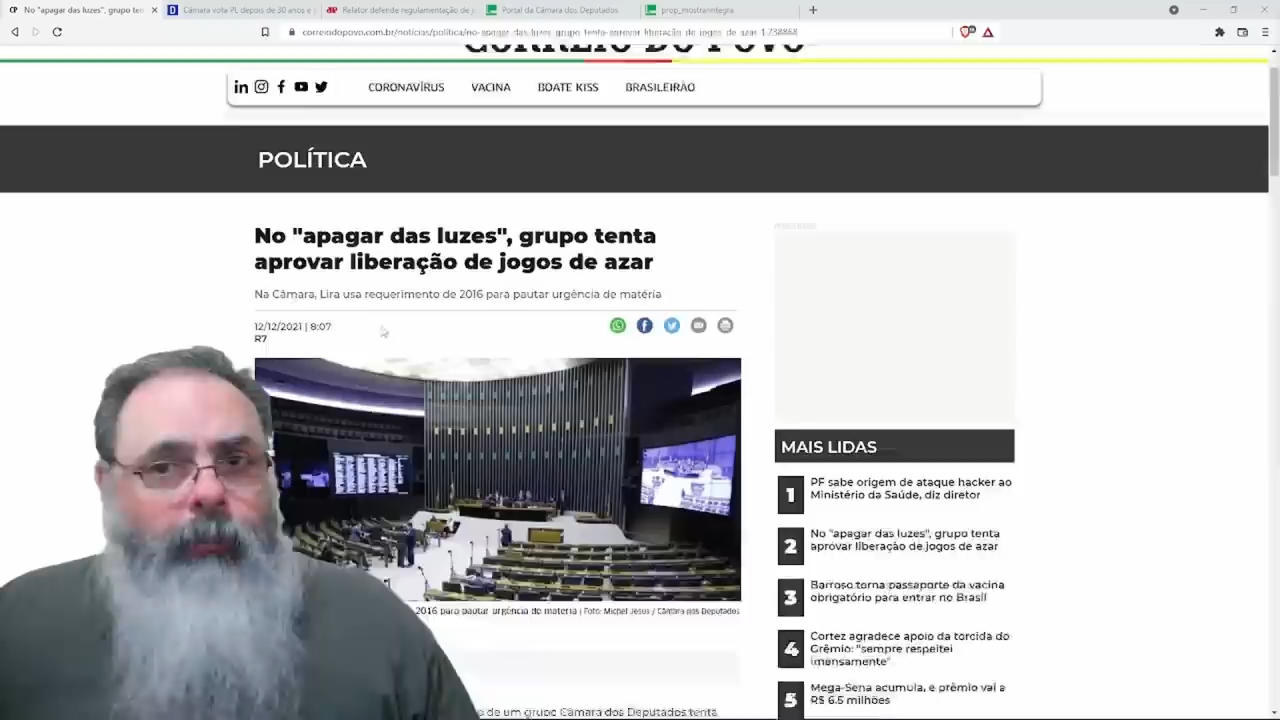 No "apagar das luzes", grupo ten
Câmara vota PL depois de 30 anos e
Relator defende regulamentação de j
Portal da Câmara dos Deputados
prop_mostrarintegra
correiodopovo.com.br/notícias/política/no-apagar-das-luzes-grupo-tenta-aprovar-liberação-de-jogos-de-azar-1.738868
CORREIO DO POVO
CORONAVÍRUS
VACINA
BOATE KISS
BRASILEIRÃO
POLÍTICA
No "apagar das luzes", grupo tenta
aprovar liberação de jogos de azar
Na Câmara, Lira usa requerimento de 2016 para pautar urgência de matéria
12/12/2021 | 8:07
R7
2016 para pautar urgência de matéria | Foto: Michel Jesus / Câmara dos Deputados
de um grupo Câmara dos Deputados tenta
MAIS LIDAS
1
PF sabe origem de ataque hacker ao
Ministério da Saúde, diz diretor
2
No "apagar das luzes", grupo tenta
aprovar liberação de jogos de azar
3
Barroso torna passaporte da vacina
obrigatório para entrar no Brasil
4
Cortez agradece apoio da torcida do
Grêmio: "sempre respeitei
imensamente"
5
Mega-Sena acumula, e prêmio vai a
R$ 6,5 milhões